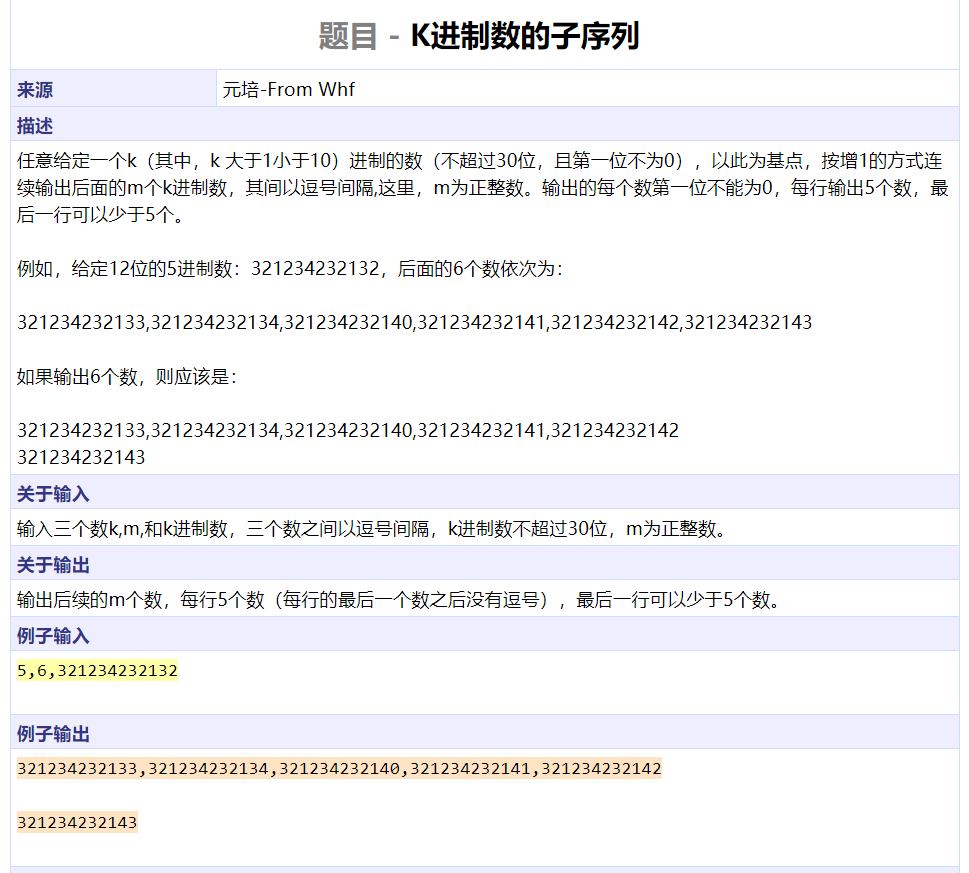 题目 - K进制数的子序列
来源 元培-From Whf
描述
任意给定一个k（其中，k 大于1小于10）进制的数（不超过30位，且第一位不为0），以此为基点，按增1的方式连
续输出后面的m个k进制数，其间以逗号间隔,这里，m为正整数。输出的每个数第一位不能为0，每行输出5个数，最
后一行可以少于5个。
例如，给定12位的5进制数：321234232132，后面的6个数依次为：
321234232133,321234232134,321234232140,321234232141,321234232142,321234232143
如果输出6个数，则应该是：
321234232133,321234232134,321234232140,321234232141,321234232142
321234232143
关于输入
输入三个数k,m,和k进制数，三个数之间以逗号间隔，k进制数不超过30位，m为正整数。
关于输出
输出后续的m个数，每行5个数（每行的最后一个数之后没有逗号），最后一行可以少于5个数。
例子输入
5,6,321234232132
例子输出
321234232133,321234232134,321234232140,321234232141,321234232142
321234232143